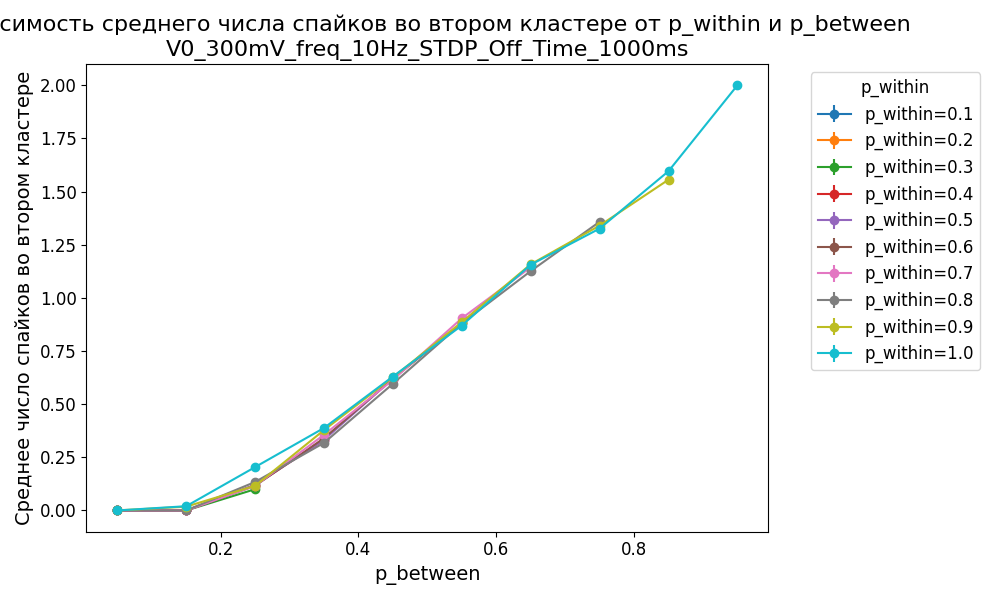 симость среднего числа спайков во втором кластере от p_within и p_between
V0_300mV_freq_10Hz_STDP_Off_Time_1000ms
Среднее число спайков во втором кластере
2.00
1.75
1.50
1.25
1.00
0.75
0.50
0.25
0.00
0.2
0.4
0.6
0.8
p_between
p_within
p_within=0.1
p_within=0.2
p_within=0.3
p_within=0.4
p_within=0.5
p_within=0.6
p_within=0.7
p_within=0.8
p_within=0.9
p_within=1.0